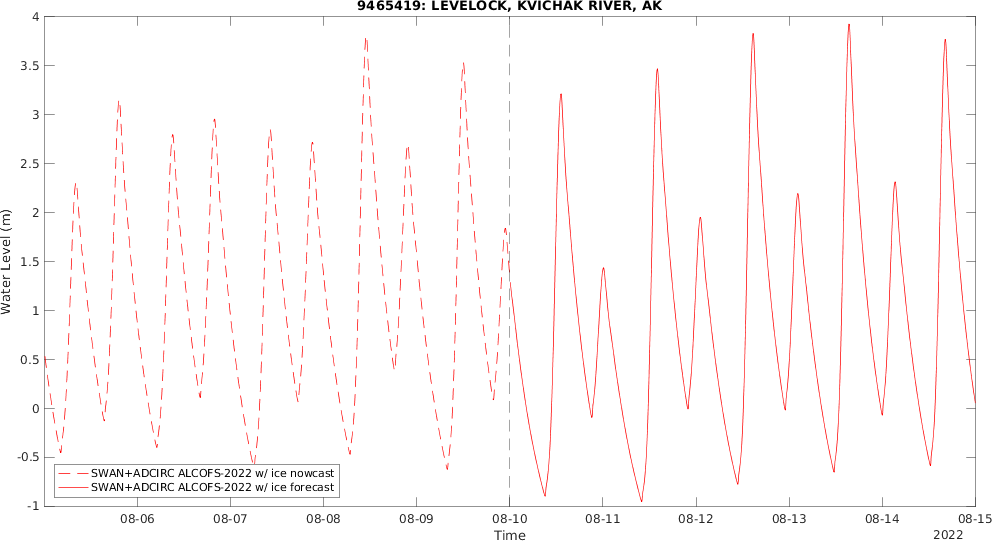 9465419: LEVELOCK, KVICHAK RIVER, AK
4
3.5
3
2.5
2
1.5
1
0.5
0
-0.5
-1
Water Level (m)
SWAN+ADCIRC ALCOFS-2022 w/ ice nowcast
SWAN+ADCIRC ALCOFS-2022 w/ ice forecast
08-06 08-07 08-08 08-09 08-10 08-11 08-12 08-13 08-14 08-15
Time
2022